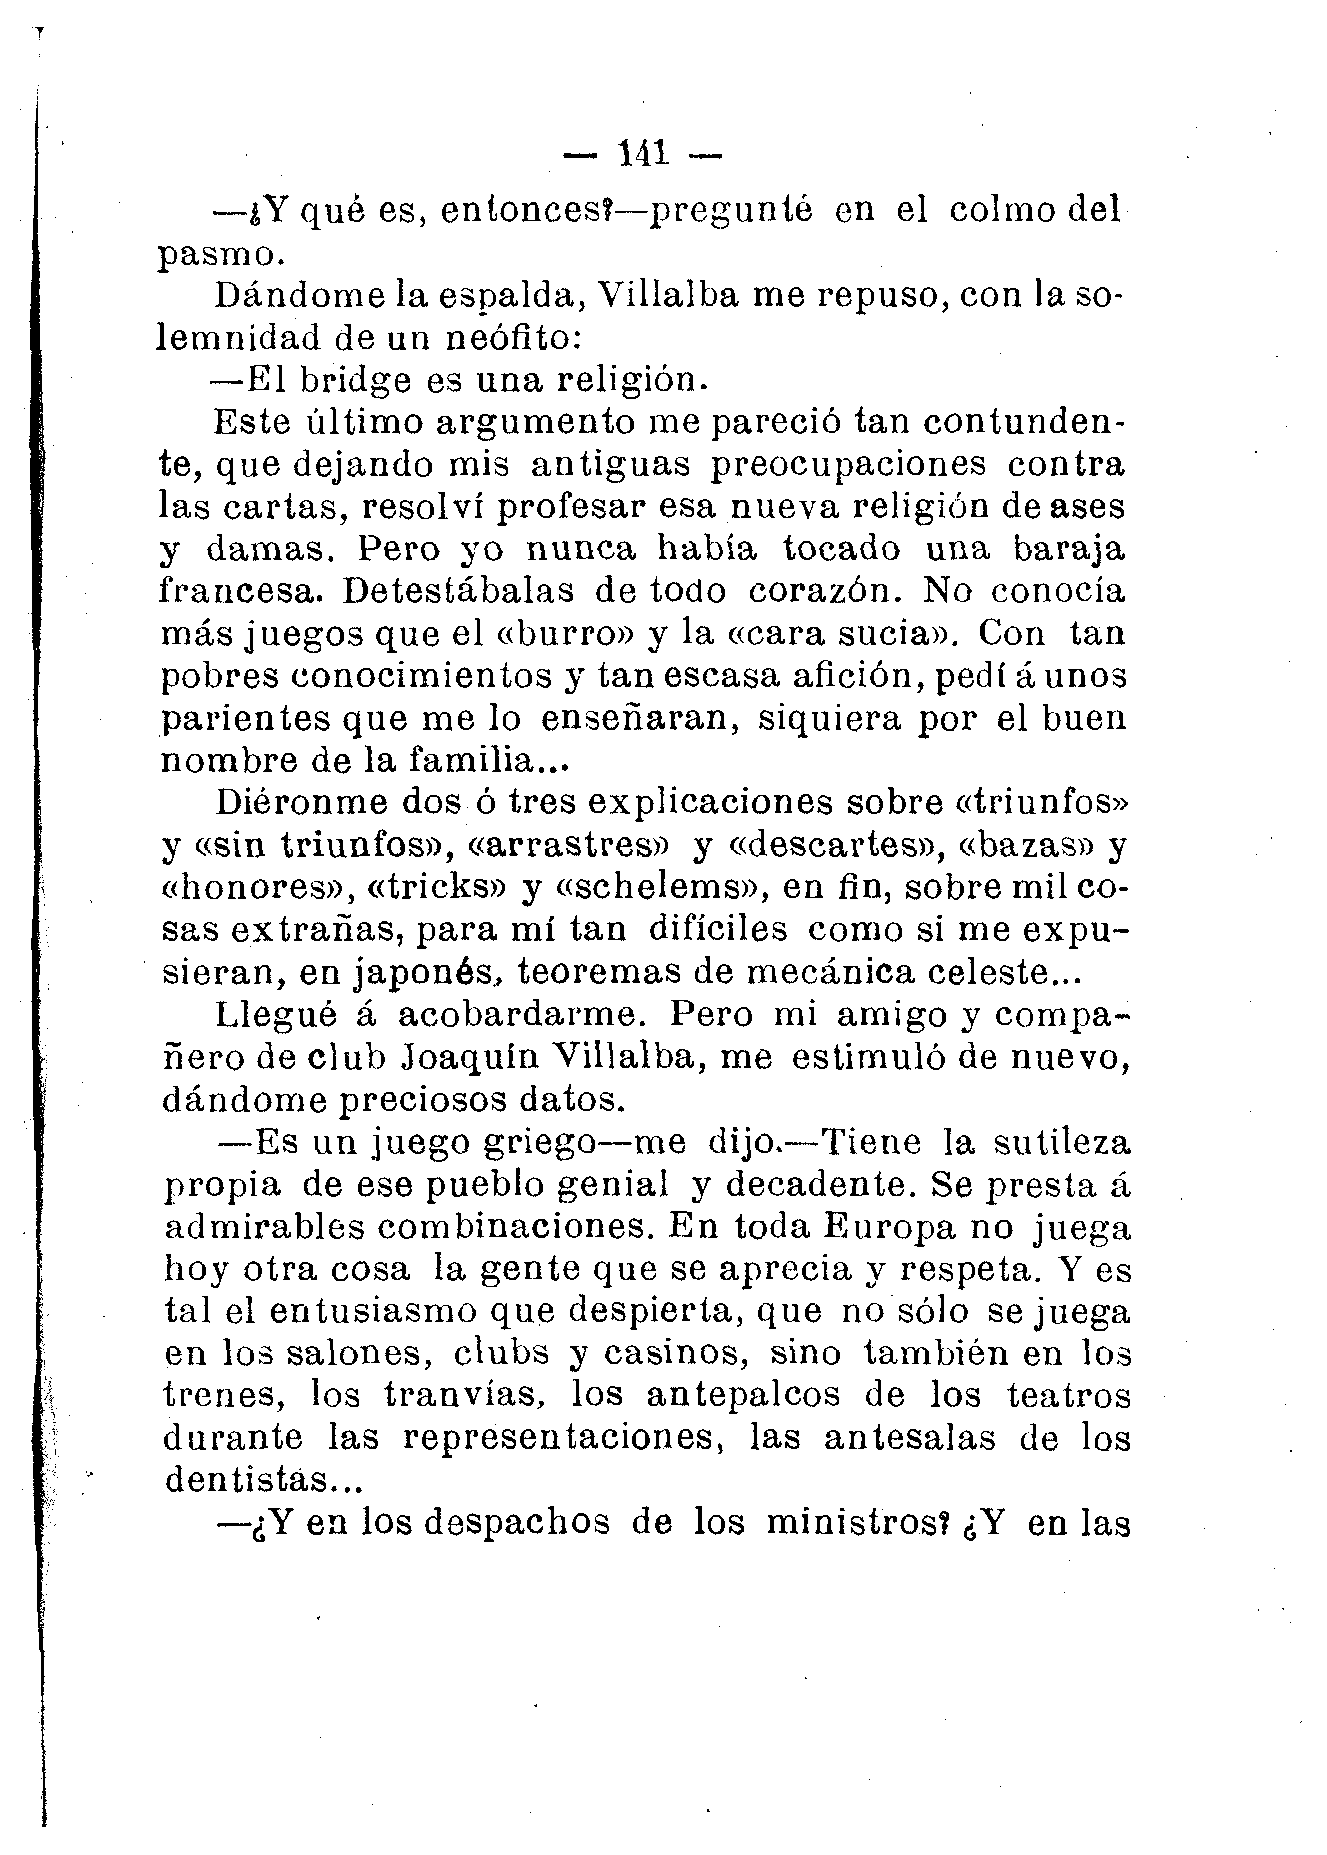 — 141 —
—¿Y qué es, entonces?—pregunté en el colmo del
pasmo.
Dándome la espalda, Villalba me repuso, con la so-
lemnidad de un neófito:
—El bridge es una religión.
Este último argumento me pareció tan contunden-
te, que dejando mis antiguas preocupaciones contra
las cartas, resolví profesar esa nueva religión de ases
y damas. Pero yo nunca había tocado una baraja
francesa. Detestábalas de todo corazón. No conocía
más juegos que el «burro» y la «cara sucia». Con tan
pobres conocimientos y tan escasa afición, pedí á unos
parientes que me lo enseñaran, siquiera por el buen
nombre de la familia...
Diéronme dos ó tres explicaciones sobre «triunfos»
y «sin triunfos», «arrastres» y «descartes», «bazas» y
«honores», «tricks» y «schelems», en fin, sobre mil co-
sas extrañas, para mí tan difíciles como si me expu-
sieran, en japonés, teoremas de mecánica celeste...
Llegué á acobardarme. Pero mi amigo y compa-
ñero de club Joaquín Villalba, me estimuló de nuevo,
dándome preciosos datos.
—Es un juego griego—me dijo.—Tiene la sutileza
propia de ese pueblo genial y decadente. Se presta á
admirables combinaciones. En toda Europa no juega
hoy otra cosa la gente que se aprecia y respeta. Y es
tal el entusiasmo que despierta, que no sólo se juega
en los salones, clubs y casinos, sino también en los
trenes, los tranvías, los antepalcos de los teatros
durante las representaciones, las antesalas de los
dentistas...
—¿Y en los despachos de los ministros? ¿Y en las